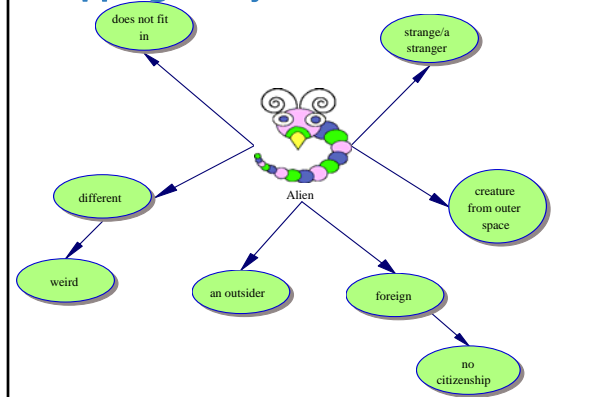 does not fit
in
strange/a
stranger
Alien
different
creature
from outer
space
weird
an outsider
foreign
no
citizenship